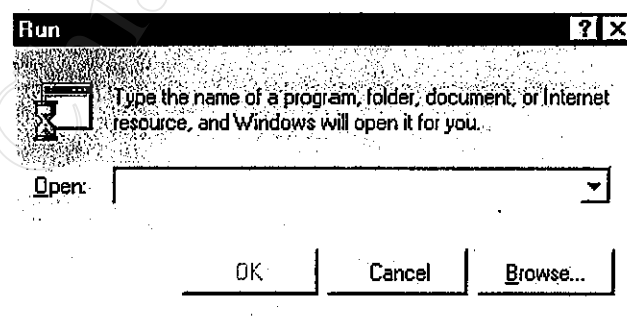 Run
Type the name of a program, folder, document, or Internet
resource, and Windows will open it for you.
Open:
OK Cancel Browse...